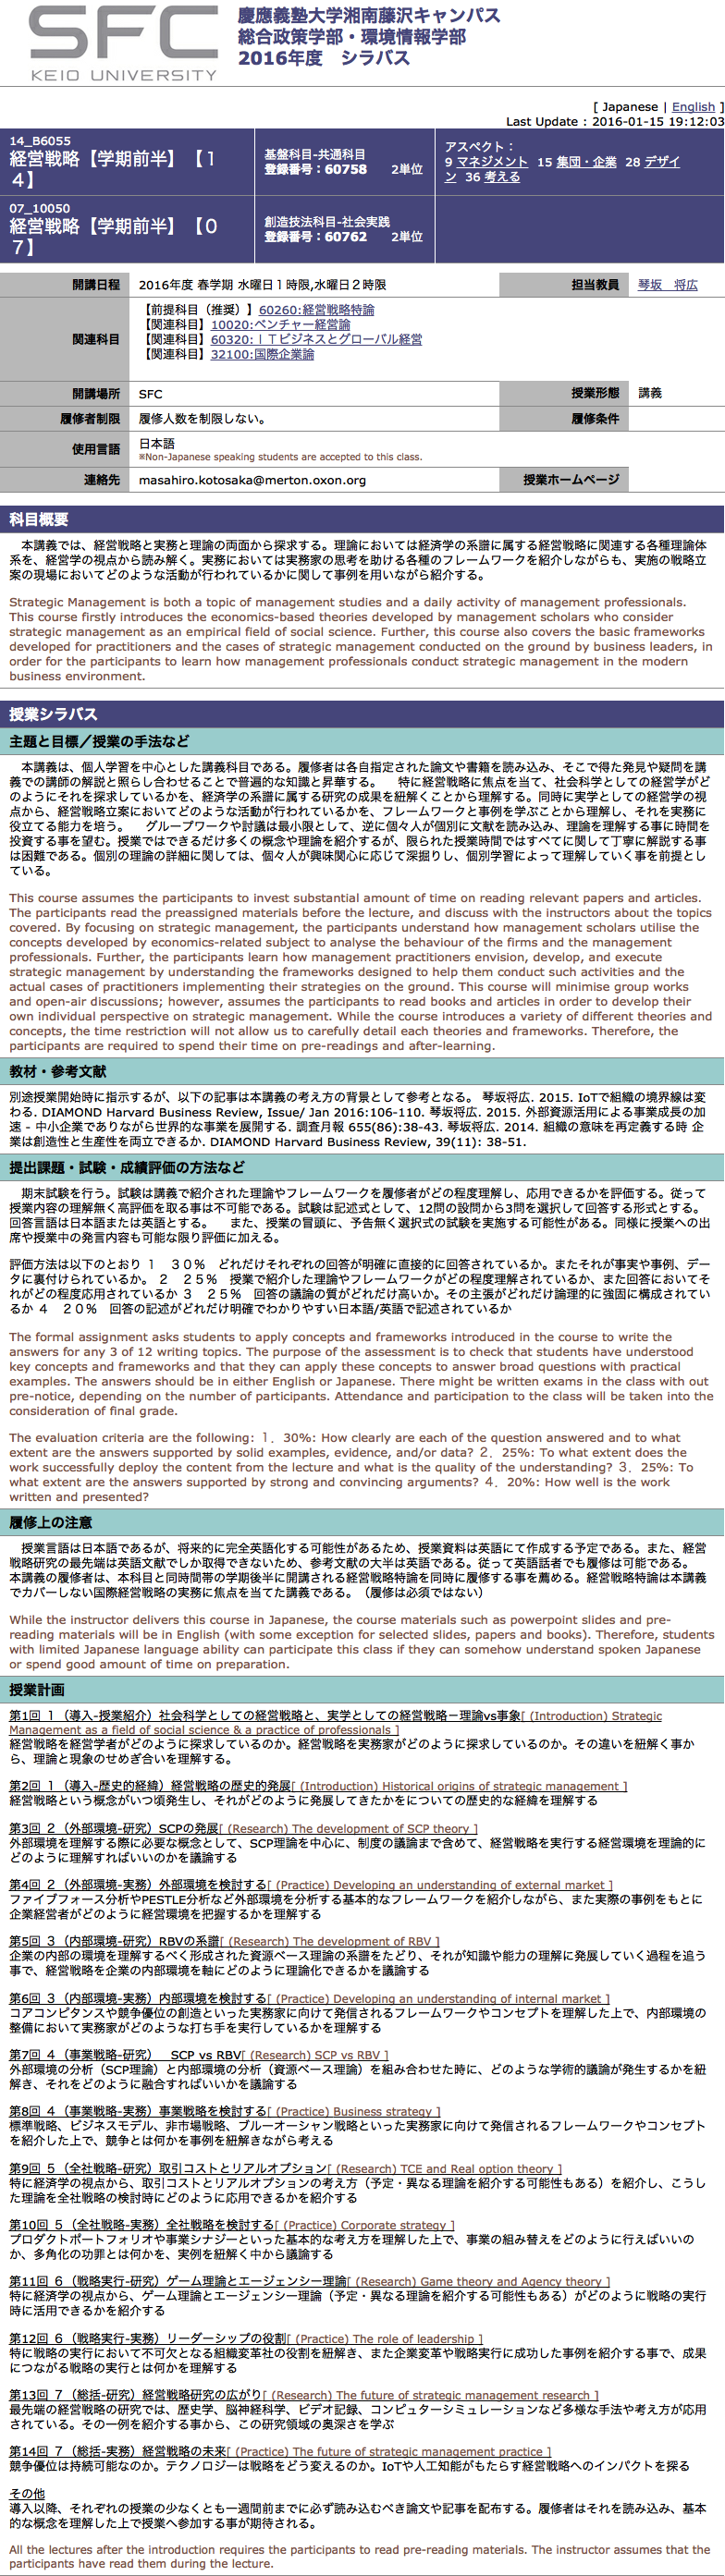 SFC
KEIO UNIVERSITY
慶應義塾大学湘南藤沢キャンパス
総合政策学部・環境情報学部
2016年度　シラバス
[ Japanese | English ]
Last Update : 2016-01-15 19:12:03
14_B6055
経営戦略【学期前半】【１
４】
基盤科目-共通科目
登録番号：60758　2単位
アスペクト：
9 マネジメント 15 集団・企業 28 デザイ
ン 36 考える
07_10050
経営戦略【学期前半】【０
７】
創造技法科目-社会実践
登録番号：60762　2単位
開講日程
2016年度 春学期 水曜日１時限,水曜日２時限
担当教員
琴坂　将広
関連科目
【前提科目（推奨）】60260:経営戦略特論
【関連科目】10020:ベンチャー経営論
【関連科目】60320:ＩＴビジネスとグローバル経営
【関連科目】32100:国際企業論
開講場所
SFC
授業形態
講義
履修者制限
履修人数を制限しない。
履修条件
使用言語
日本語
※Non-Japanese speaking students are accepted to this class.
連絡先
masahiro.kotosaka@merton.oxon.org
授業ホームページ
科目概要
　本講義では、経営戦略と実務と理論の両面から探求する。理論においては経済学の系譜に属する経営戦略に関連する各種理論体
系を、経営学の視点から読み解く。実務においては実務家の思考を助ける各種のフレームワークを紹介しながらも、実施の戦略立
案の現場においてどのような活動が行われているかに関して事例を用いながら紹介する。
Strategic Management is both a topic of management studies and a daily activity of management professionals.
This course firstly introduces the economics-based theories developed by management scholars who consider
strategic management as an empirical field of social science. Further, this course also covers the basic frameworks
developed for practitioners and the cases of strategic management conducted on the ground by business leaders, in
order for the participants to learn how management professionals conduct strategic management in the modern
business environment.
授業シラバス
主題と目標／授業の手法など
　本講義は、個人学習を中心とした講義科目である。履修者は各自指定された論文や書籍を読み込み、そこで得た発見や疑問を講
義での講師の解説と照らし合わせることで普遍的な知識と昇華する。　特に経営戦略に焦点を当て、社会科学としての経営学がど
のようにそれを探求しているかを、経済学の系譜に属する研究の成果を紐解くことから理解する。同時に実学としての経営学の視
点から、経営戦略立案においてどのような活動が行われているかを、フレームワークと事例を学ぶことから理解し、それを実務に
役立てる能力を培う。　グループワークや討議は最小限として、逆に個々人が個別に文献を読み込み、理論を理解する事に時間を
投資する事を望む。授業ではできるだけ多くの概念や理論を紹介するが、限られた授業時間ではすべてに関して丁寧に解説する事
は困難である。個別の理論の詳細に関しては、個々人が興味関心に応じて深掘りし、個別学習によって理解していく事を前提とし
ている。
This course assumes the participants to invest substantial amount of time on reading relevant papers and articles.
The participants read the preassigned materials before the lecture, and discuss with the instructors about the topics
covered. By focusing on strategic management, the participants understand how management scholars utilise the
concepts developed by economics-related subject to analyse the behaviour of the firms and the management
professionals. Further, the participants learn how management practitioners envision, develop, and execute
strategic management by understanding the frameworks designed to help them conduct such activities and the
actual cases of practitioners implementing their strategies on the ground. This course will minimise group works
and open-air discussions; however, assumes the participants to read books and articles in order to develop their
own individual perspective on strategic management. While the course introduces a variety of different theories and
concepts, the time restriction will not allow us to carefully detail each theories and frameworks. Therefore, the
participants are required to spend their time on pre-readings and after-learning.
教材・参考文献
別途授業開始時に指示するが、以下の記事は本講義の考え方の背景として参考となる。 琴坂将広. 2015. IoTで組織の境界線は変
わる. DIAMOND Harvard Business Review, Issue/ Jan 2016:106-110. 琴坂将広. 2015. 外部資源活用による事業成長の加
速 - 中小企業でありながら世界的な事業を展開する. 調査月報 655(86):38-43. 琴坂将広. 2014. 組織の意味を再定義する時 企
業は創造性と生産性を両立できるか. DIAMOND Harvard Business Review, 39(11): 38-51.
提出課題・試験・成績評価の方法など
　期末試験を行う。試験は講義で紹介された理論やフレームワークを履修者がどの程度理解し、応用できるかを評価する。従って
授業内容の理解無く高評価を取る事は不可能である。試験は記述式として、12問の設問から3問を選択して回答する形式とする。
回答言語は日本語または英語とする。　また、授業の冒頭に、予告無く選択式の試験を実施する可能性がある。同様に授業への出
席や授業中の発言内容も可能な限り評価に加える。
評価方法は以下のとおり １　３０％　どれだけそれぞれの回答が明確に直接的に回答されているか。またそれが事実や事例、デー
タに裏付けられているか。 ２　２５％　授業で紹介した理論やフレームワークがどの程度理解されているか、また回答においてそ
れがどの程度応用されているか ３　２５％　回答の議論の質がどれだけ高いか。その主張がどれだけ論理的に強固に構成されてい
るか ４　２０％　回答の記述がどれだけ明確でわかりやすい日本語/英語で記述されているか
The formal assignment asks students to apply concepts and frameworks introduced in the course to write the
answers for any 3 of 12 writing topics. The purpose of the assessment is to check that students have understood
key concepts and frameworks and that they can apply these concepts to answer broad questions with practical
examples. The answers should be in either English or Japanese. There might be written exams in the class with out
pre-notice, depending on the number of participants. Attendance and participation to the class will be taken into the
consideration of final grade.
The evaluation criteria are the following: １．30%: How clearly are each of the question answered and to what
extent are the answers supported by solid examples, evidence, and/or data? ２．25%: To what extent does the
work successfully deploy the content from the lecture and what is the quality of the understanding? ３．25%: To
what extent are the answers supported by strong and convincing arguments? ４．20%: How well is the work
written and presented?
履修上の注意
　授業言語は日本語であるが、将来的に完全英語化する可能性があるため、授業資料は英語にて作成する予定である。また、経営
戦略研究の最先端は英語文献でしか取得できないため、参考文献の大半は英語である。従って英語話者でも履修は可能である。
本講義の履修者は、本科目と同時間帯の学期後半に開講される経営戦略特論を同時に履修する事を薦める。経営戦略特論は本講義
でカバーしない国際経営戦略の実務に焦点を当てた講義である。（履修は必須ではない）
While the instructor delivers this course in Japanese, the course materials such as powerpoint slides and pre-
reading materials will be in English (with some exception for selected slides, papers and books). Therefore, students
with limited Japanese language ability can participate this class if they can somehow understand spoken Japanese
or spend good amount of time on preparation.
授業計画
第1回 １（導入-授業紹介）社会科学としての経営戦略と、実学としての経営戦略－理論vs事象[ (Introduction) Strategic
Management as a field of social science & a practice of professionals ]
経営戦略を経営学者がどのように探求しているのか。経営戦略を実務家がどのように探求しているのか。その違いを紐解く事か
ら、理論と現象のせめぎ合いを理解する。
第2回 １（導入-歴史的経緯）経営戦略の歴史的発展[ (Introduction) Historical origins of strategic management ]
経営戦略という概念がいつ頃発生し、それがどのように発展してきたかをについての歴史的な経緯を理解する
第3回 ２（外部環境-研究）SCPの発展[ (Research) The development of SCP theory ]
外部環境を理解する際に必要な概念として、SCP理論を中心に、制度の議論まで含めて、経営戦略を実行する経営環境を理論的に
どのように理解すればいいのかを議論する
第4回 ２（外部環境-実務）外部環境を検討する[ (Practice) Developing an understanding of external market ]
ファイブフォース分析やPESTLE分析など外部環境を分析する基本的なフレームワークを紹介しながら、また実際の事例をもとに
企業経営者がどのように経営環境を把握するかを理解する
第5回 ３（内部環境-研究）RBVの系譜[ (Research) The development of RBV ]
企業の内部の環境を理解するべく形成された資源ベース理論の系譜をたどり、それが知識や能力の理解に発展していく過程を追う
事で、経営戦略を企業の内部環境を軸にどのように理論化できるかを議論する
第6回 ３（内部環境-実務）内部環境を検討する[ (Practice) Developing an understanding of internal market ]
コアコンピタンスや競争優位の創造といった実務家に向けて発信されるフレームワークやコンセプトを理解した上で、内部環境の
整備において実務家がどのような打ち手を実行しているかを理解する
第7回 ４（事業戦略-研究）　SCP vs RBV[ (Research) SCP vs RBV ]
外部環境の分析（SCP理論）と内部環境の分析（資源ベース理論）を組み合わせた時に、どのような学術的議論が発生するかを紐
解き、それをどのように融合すればいいかを議論する
第8回 ４（事業戦略-実務）事業戦略を検討する[ (Practice) Business strategy ]
標準戦略、ビジネスモデル、非市場戦略、ブルーオーシャン戦略といった実務家に向けて発信されるフレームワークやコンセプト
を紹介した上で、競争とは何かを事例を紐解きながら考える
第9回 ５（全社戦略-研究）取引コストとリアルオプション[ (Research) TCE and Real option theory ]
特に経済学の視点から、取引コストとリアルオプションの考え方（予定・異なる理論を紹介する可能性もある）を紹介し、こうし
た理論を全社戦略の検討時にどのように応用できるかを紹介する
第10回 ５（全社戦略-実務）全社戦略を検討する[ (Practice) Corporate strategy ]
プロダクトポートフォリオや事業シナジーといった基本的な考え方を理解した上で、事業の組み替えをどのように行えばいいの
か、多角化の功罪とは何かを、実例を紐解く中から議論する
第11回 ６（戦略実行-研究）ゲーム理論とエージェンシー理論[ (Research) Game theory and Agency theory ]
特に経済学の視点から、ゲーム理論とエージェンシー理論（予定・異なる理論を紹介する可能性もある）がどのように戦略の実行
時に活用できるかを紹介する
第12回 ６（戦略実行-実務）リーダーシップの役割[ (Practice) The role of leadership ]
特に戦略の実行において不可欠となる組織変革社の役割を紐解き、また企業変革や戦略実行に成功した事例を紹介する事で、成果
につながる戦略の実行とは何かを理解する
第13回 ７（総括-研究）経営戦略研究の広がり[ (Research) The future of strategic management research ]
最先端の経営戦略の研究では、歴史学、脳神経科学、ビデオ記録、コンピュターシミュレーションなど多様な手法や考え方が応用
されている。その一例を紹介する事から、この研究領域の奥深さを学ぶ
第14回 ７（総括-実務）経営戦略の未来[ (Practice) The future of strategic management practice ]
競争優位は持続可能なのか。テクノロジーは戦略をどう変えるのか。IoTや人工知能がもたらす経営戦略へのインパクトを探る
その他
導入以降、それぞれの授業の少なくとも一週間前までに必ず読み込むべき論文や記事を配布する。履修者はそれを読み込み、基本
的な概念を理解した上で授業へ参加する事が期待される。
All the lectures after the introduction requires the participants to read pre-reading materials. The instructor assumes that the
participants have read them during the lecture.